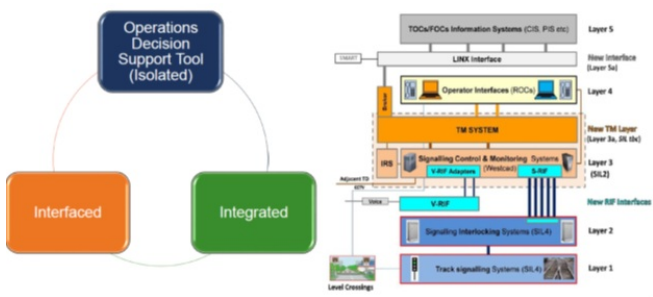 Operations
Decision
Support Tool
(Isolated)
Interfaced
Integrated
TOCs/FOCs Information Systems (CIS, PIS etc)
Layer 5
SMART
LINX Interface
New Interface
(Layer 5a)
Broker
Operator Interfaces (ROCs)
Layer 4
TM SYSTEM
New TM Layer
(Layer 3a, SIL tbc)
IRS
Signalling Control & Monitoring Systems
(Westcad)
Layer 3
(SIL2)
V-RIF Adapters
S-RIF
Adjacent TD
Voice
V-RIF
New RIF Interfaces
Signalling Interlocking Systems (SIL4)
Layer 2
Track signalling Systems (SIL4)
Layer 1
Level Crossings